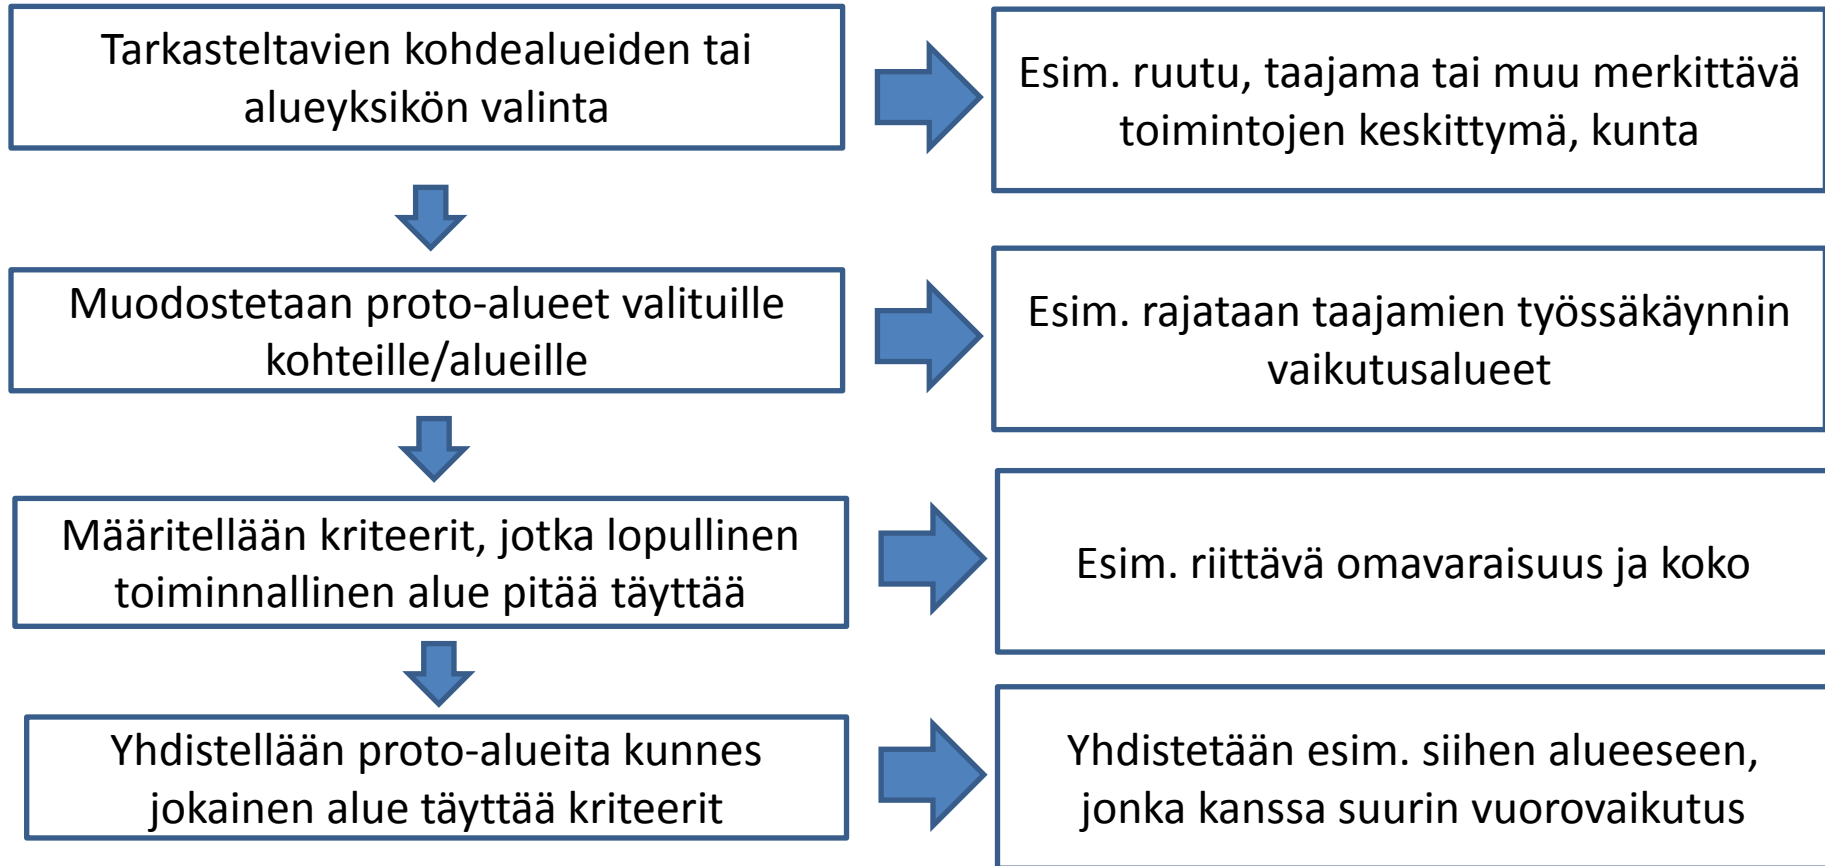 Tarkasteltavien kohdealueiden tai
alueyksikön valinta
Esim. ruutu, taajama tai muu merkittävä
toimintojen keskittymä, kunta
Muodostetaan proto-alueet valituille
kohteille/alueille
Esim. rajataan taajamien työssäkäynnin
vaikutusalueet
Määritellään kriteerit, jotka lopullinen
toiminnallinen alue pitää täyttää
Esim. riittävä omavaraisuus ja koko
Yhdistellään proto-alueita kunnes
jokainen alue täyttää kriteerit
Yhdistetään esim. siihen alueeseen,
jonka kanssa suurin vuorovaikutus